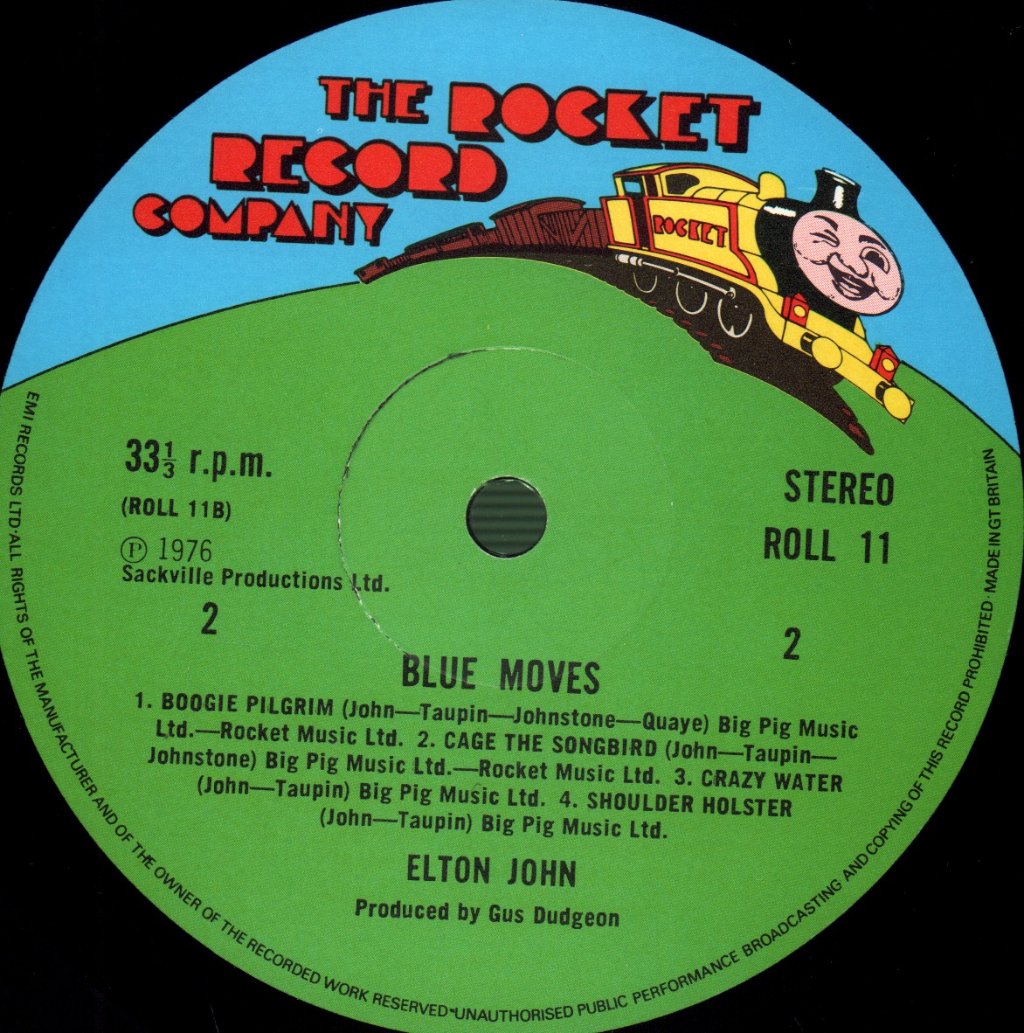 THE ROCKET
RECORD
COMPANY
ROCKET
33⅓ r.p.m.
(ROLL 11B)
℗ 1976
Sackville Productions Ltd.
2
STEREO
ROLL 11
2
BLUE MOVES
1. BOOGIE PILGRIM (John—Taupin—Johnstone—Quaye) Big Pig Music
Ltd.—Rocket Music Ltd. 2. CAGE THE SONGBIRD (John—Taupin—
Johnstone) Big Pig Music Ltd.—Rocket Music Ltd. 3. CRAZY WATER
(John—Taupin) Big Pig Music Ltd. 4. SHOULDER HOLSTER
(John—Taupin) Big Pig Music Ltd.
ELTON JOHN
Produced by Gus Dudgeon
EMI RECORDS LTD·ALL RIGHTS OF THE MANUFACTURER AND OF THE OWNER OF THE RECORDED WORK RESERVED·UNAUTHORISED PUBLIC PERFORMANCE BROADCASTING AND COPYING OF THIS RECORD PROHIBITED·MADE IN GT BRITAIN